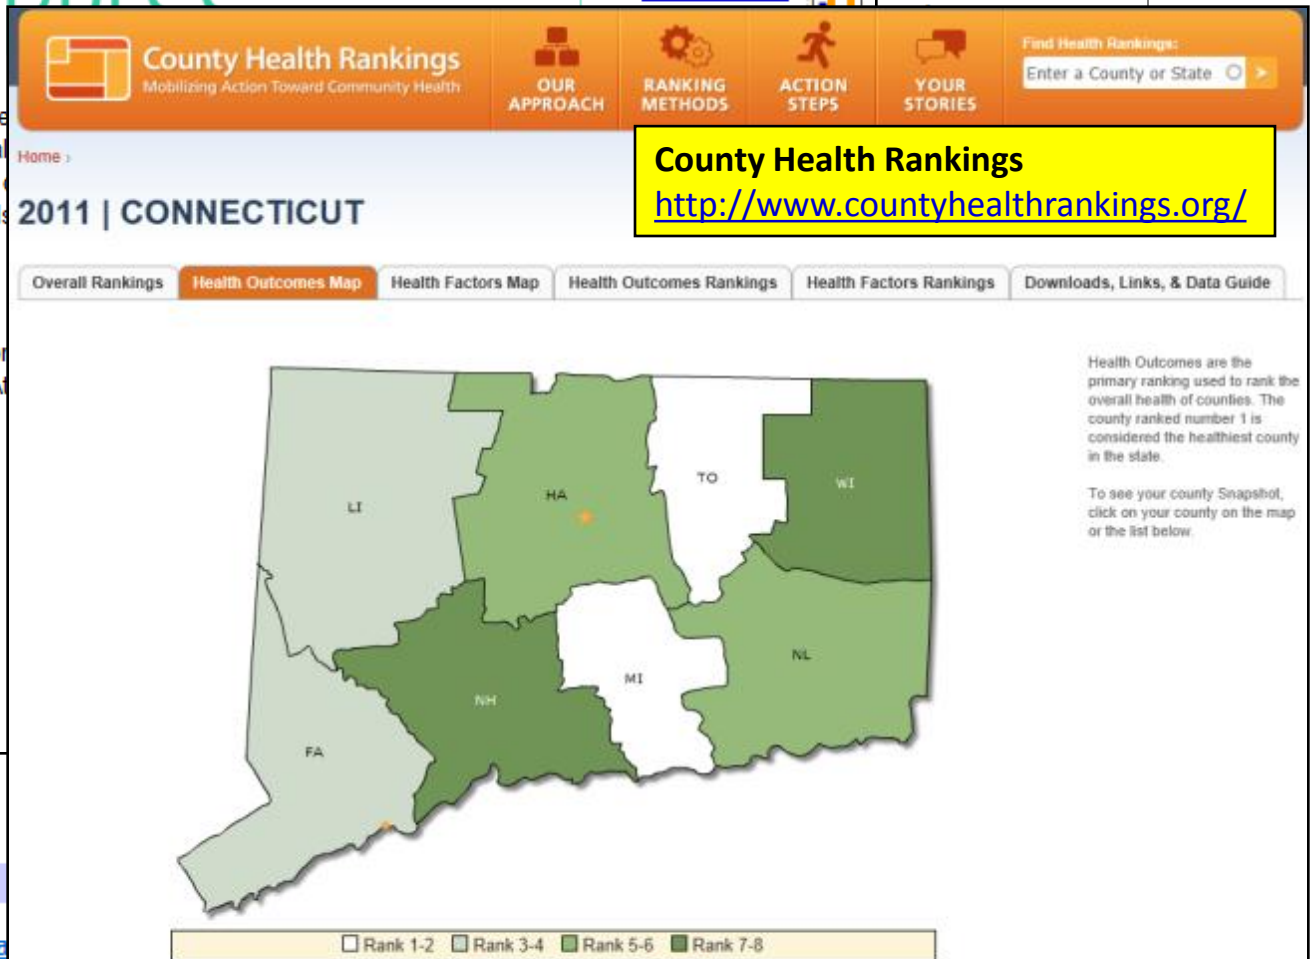 County Health Rankings
Mobilizing Action Toward Community Health
OUR
APPROACH
RANKING
METHODS
ACTION
STEPS
YOUR
STORIES
Find Health Rankings:
Enter a County or State
Home ›
County Health Rankings
http://www.countyhealthrankings.org/
2011 | CONNECTICUT
Overall Rankings
Health Outcomes Map
Health Factors Map
Health Outcomes Rankings
Health Factors Rankings
Downloads, Links, & Data Guide
Health Outcomes are the
primary ranking used to rank the
overall health of counties. The
county ranked number 1 is
considered the healthiest county
in the state.
To see your county Snapshot,
click on your county on the map
or the list below.
LI
HA
TO
WI
NH
MI
NL
FA
Rank 1-2 Rank 3-4 Rank 5-6 Rank 7-8